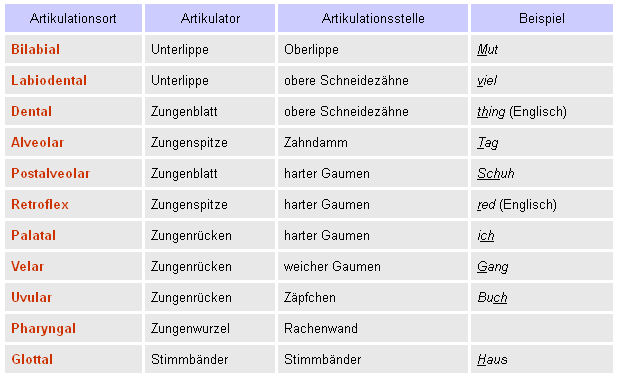 Artikulationsort Artikulator Artikulationsstelle Beispiel
Bilabial Unterlippe Oberlippe Mut
Labiodental Unterlippe obere Schneidezähne viel
Dental Zungenblatt obere Schneidezähne thing (Englisch)
Alveolar Zungenspitze Zahndamm Tag
Postalveolar Zungenblatt harter Gaumen Schuh
Retroflex Zungenspitze harter Gaumen red (Englisch)
Palatal Zungenrücken harter Gaumen ich
Velar Zungenrücken weicher Gaumen Gang
Uvular Zungenrücken Zäpfchen Buch
Pharyngal Zungenwurzel Rachenwand
Glottal Stimmbänder Stimmbänder Haus